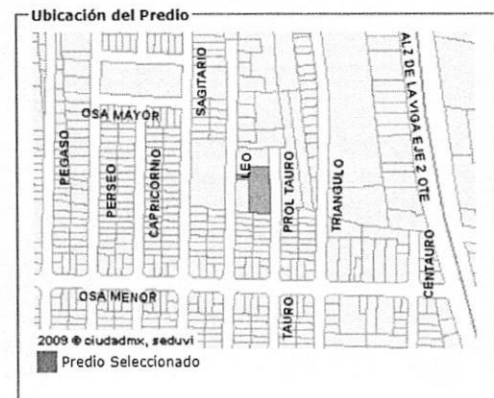 Ubicación del Predio
OSA MAYOR
PEGASO
PERSEO
CAPRICORNIO
SAGITARIO
LEO
PROL TAURO
TRIANGULO
ALZ DE LA VIGA EJE 2 OTE
CENTAURO
OSA MENOR
TAURO
2009 © ciudadmx, seduvi
Predio Seleccionado